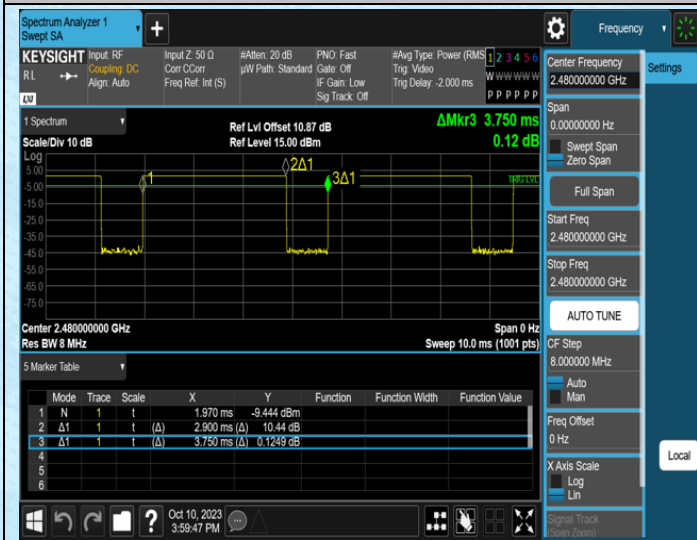 Spectrum Analyzer 1
Swept SA
+
Frequency
KEYSIGHT Input: RF Input Z: 50 Ω #Atten: 20 dB PNO: Fast #Avg Type: Power (RMS 1 2 3 4 5 6
RL Coupling: DC Corr CCorr µW Path: Standard Gate: Off Trig: Video W W W W W W
Align: Auto Freq Ref: Int (S) IF Gain: Low Trig Delay: -2.000 ms
Sig Track: Off P P P P P P
LXI
1 Spectrum
Scale/Div 10 dB
Log
Ref Lvl Offset 10.87 dB
Ref Level 15.00 dBm
ΔMkr3 3.750 ms
0.12 dB
5.00
-5.00
-15.0
-25.0
-35.0
-45.0
-55.0
-65.0
-75.0
1
2Δ1
3Δ1
TRIG LVL
Center 2.480000000 GHz Span 0 Hz
Res BW 8 MHz Sweep 10.0 ms (1001 pts)
5 Marker Table
Mode Trace Scale X Y Function Function Width Function Value
1 N 1 t 1.970 ms -9.444 dBm
2 Δ1 1 t (Δ) 2.900 ms (Δ) 10.44 dB
3 Δ1 1 t (Δ) 3.750 ms (Δ) 0.1249 dB
4
5
6
?
Oct 10, 2023
3:59:47 PM
Center Frequency
2.480000000 GHz
Settings
Span
0.00000000 Hz
Swept Span
Zero Span
Full Span
Start Freq
2.480000000 GHz
Stop Freq
2.480000000 GHz
AUTO TUNE
CF Step
8.000000 MHz
Auto
Man
Freq Offset
0 Hz
Local
X Axis Scale
Log
Lin
Signal Track
(Span Zoom)